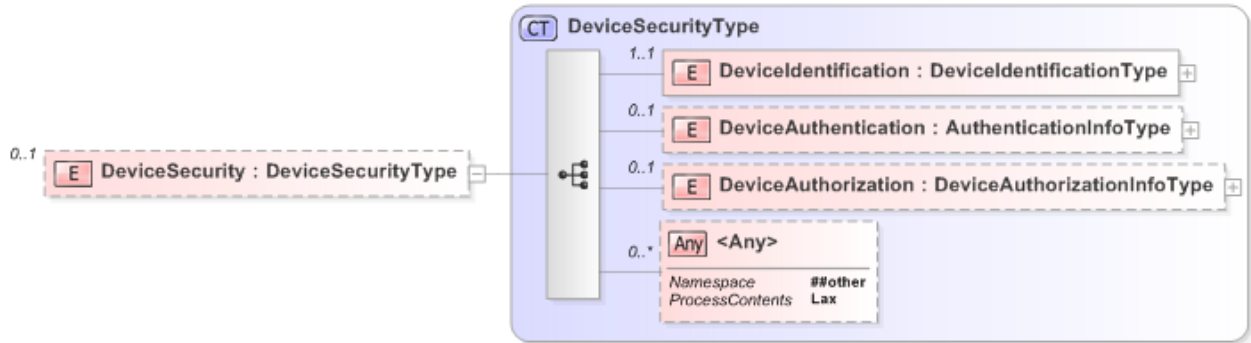 CT DeviceSecurityType
1..1
E DeviceIdentification : DeviceIdentificationType
0..1
E DeviceAuthentication : AuthenticationInfoType
0..1
E DeviceSecurity : DeviceSecurityType
0..1
E DeviceAuthorization : DeviceAuthorizationInfoType
0..*
Any <Any>
Namespace ##other
ProcessContents Lax